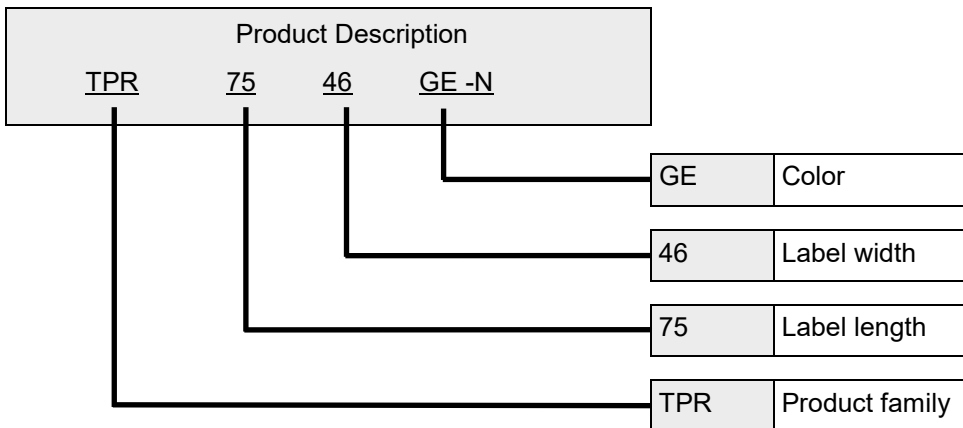 Product Description
TPR 75 46 GE -N
GE Color
46 Label width
75 Label length
TPR Product family